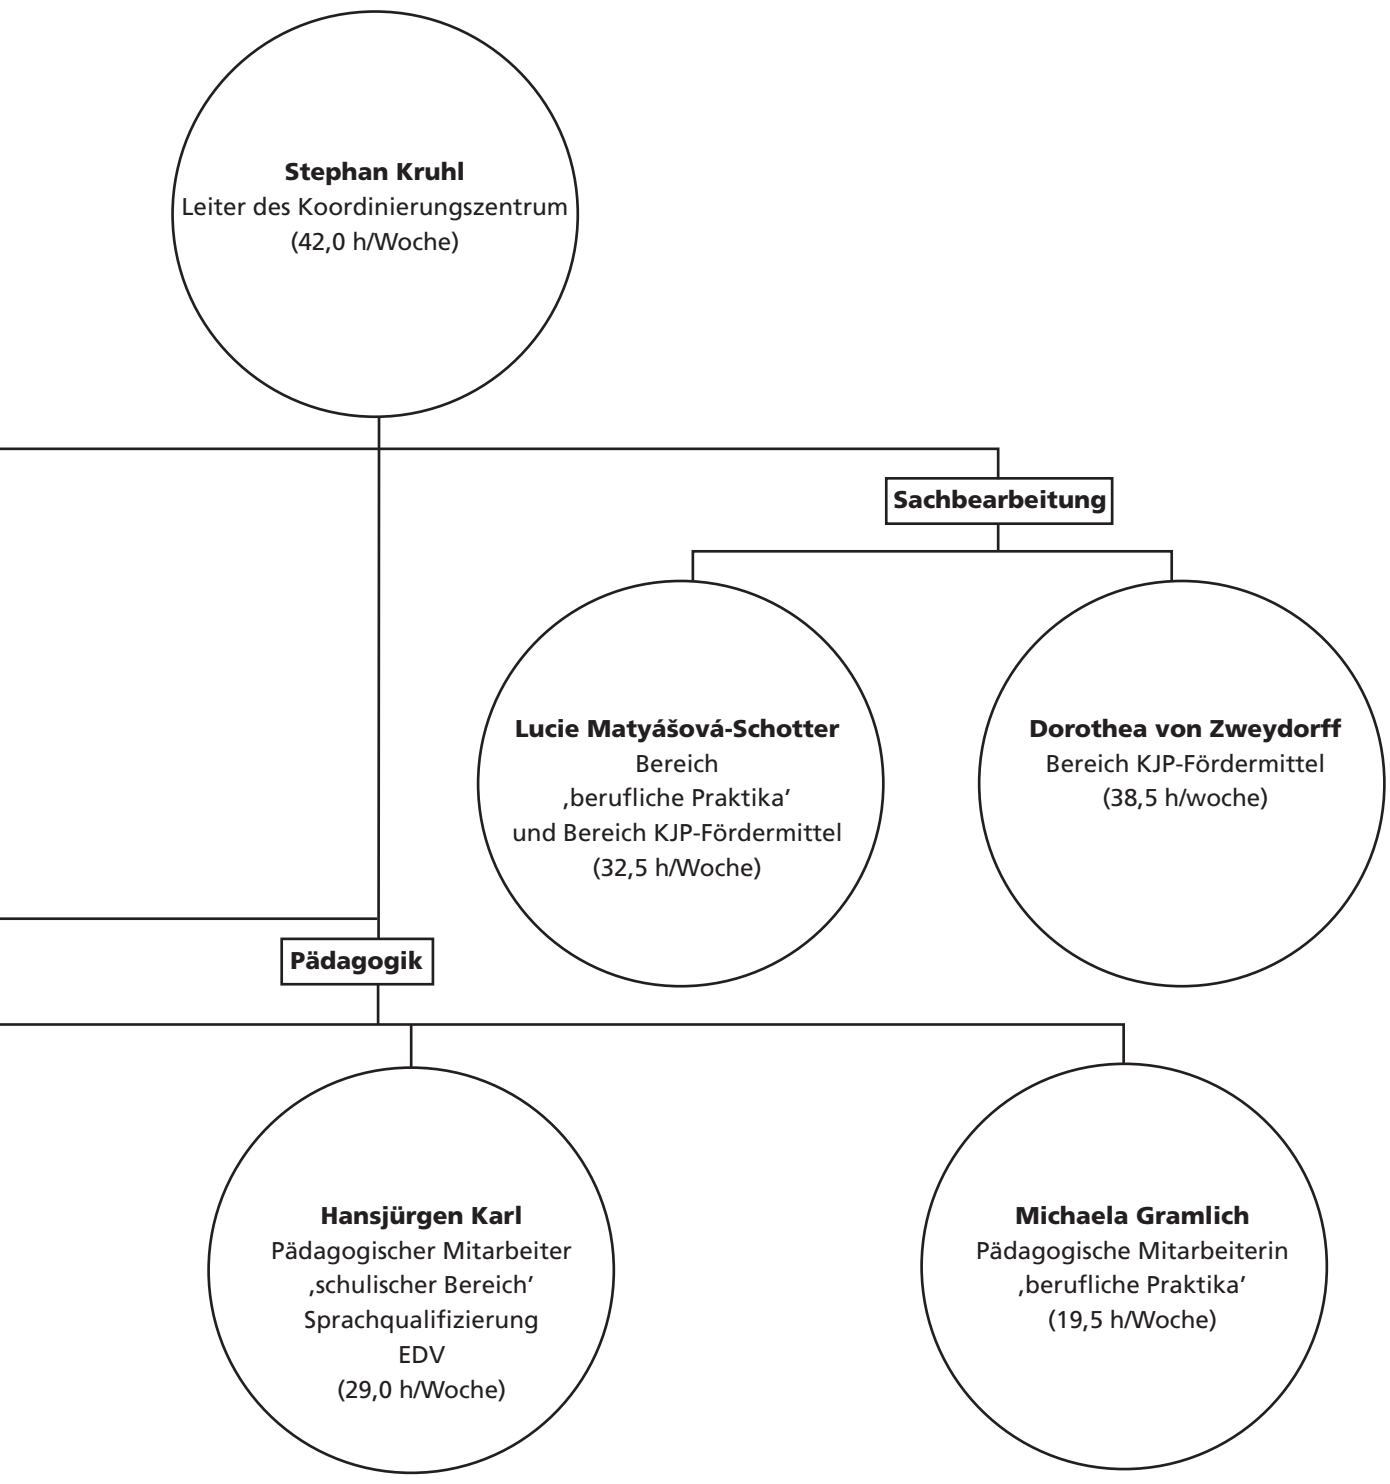 Stephan Kruhl
Leiter des Koordinierungszentrum
(42,0 h/Woche)
Sachbearbeitung
Lucie Matyášová-Schotter
Bereich
‚berufliche Praktika’
und Bereich KJP-Fördermittel
(32,5 h/Woche)
Dorothea von Zweydorff
Bereich KJP-Fördermittel
(38,5 h/woche)
Pädagogik
Hansjürgen Karl
Pädagogischer Mitarbeiter
‚schulischer Bereich’
Sprachqualifizierung
EDV
(29,0 h/Woche)
Michaela Gramlich
Pädagogische Mitarbeiterin
‚berufliche Praktika’
(19,5 h/Woche)